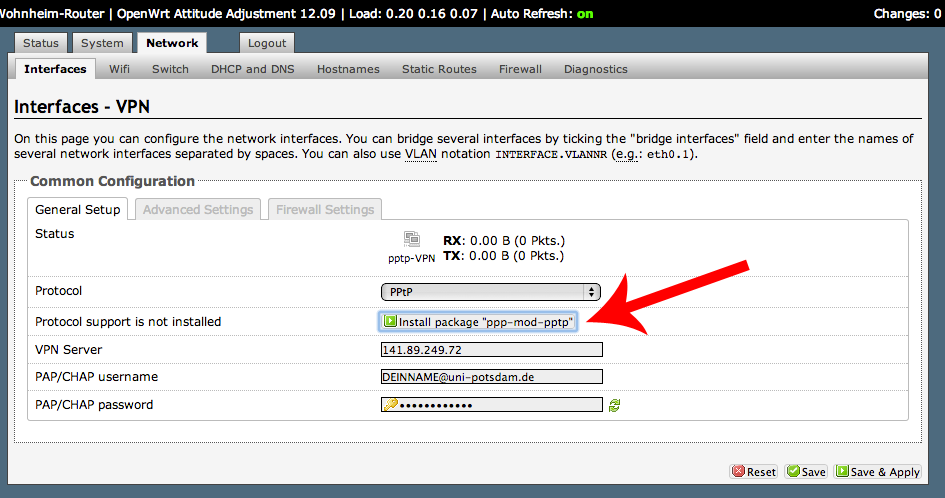 Wohnheim-Router | OpenWrt Attitude Adjustment 12.09 | Load: 0.20 0.16 0.07 | Auto Refresh: on Changes: 0
Status System Network Logout
Interfaces Wifi Switch DHCP and DNS Hostnames Static Routes Firewall Diagnostics
Interfaces - VPN
On this page you can configure the network interfaces. You can bridge several interfaces by ticking the "bridge interfaces" field and enter the names of
several network interfaces separated by spaces. You can also use VLAN notation INTERFACE.VLANNR (e.g.: eth0.1).
Common Configuration
General Setup Advanced Settings Firewall Settings
Status
RX: 0.00 B (0 Pkts.)
pptp-VPN TX: 0.00 B (0 Pkts.)
Protocol PPtP
Protocol support is not installed Install package "ppp-mod-pptp"
VPN Server 141.89.249.72
PAP/CHAP username DEINNAME@uni-potsdam.de
PAP/CHAP password ••••••••••••
Reset Save Save & Apply